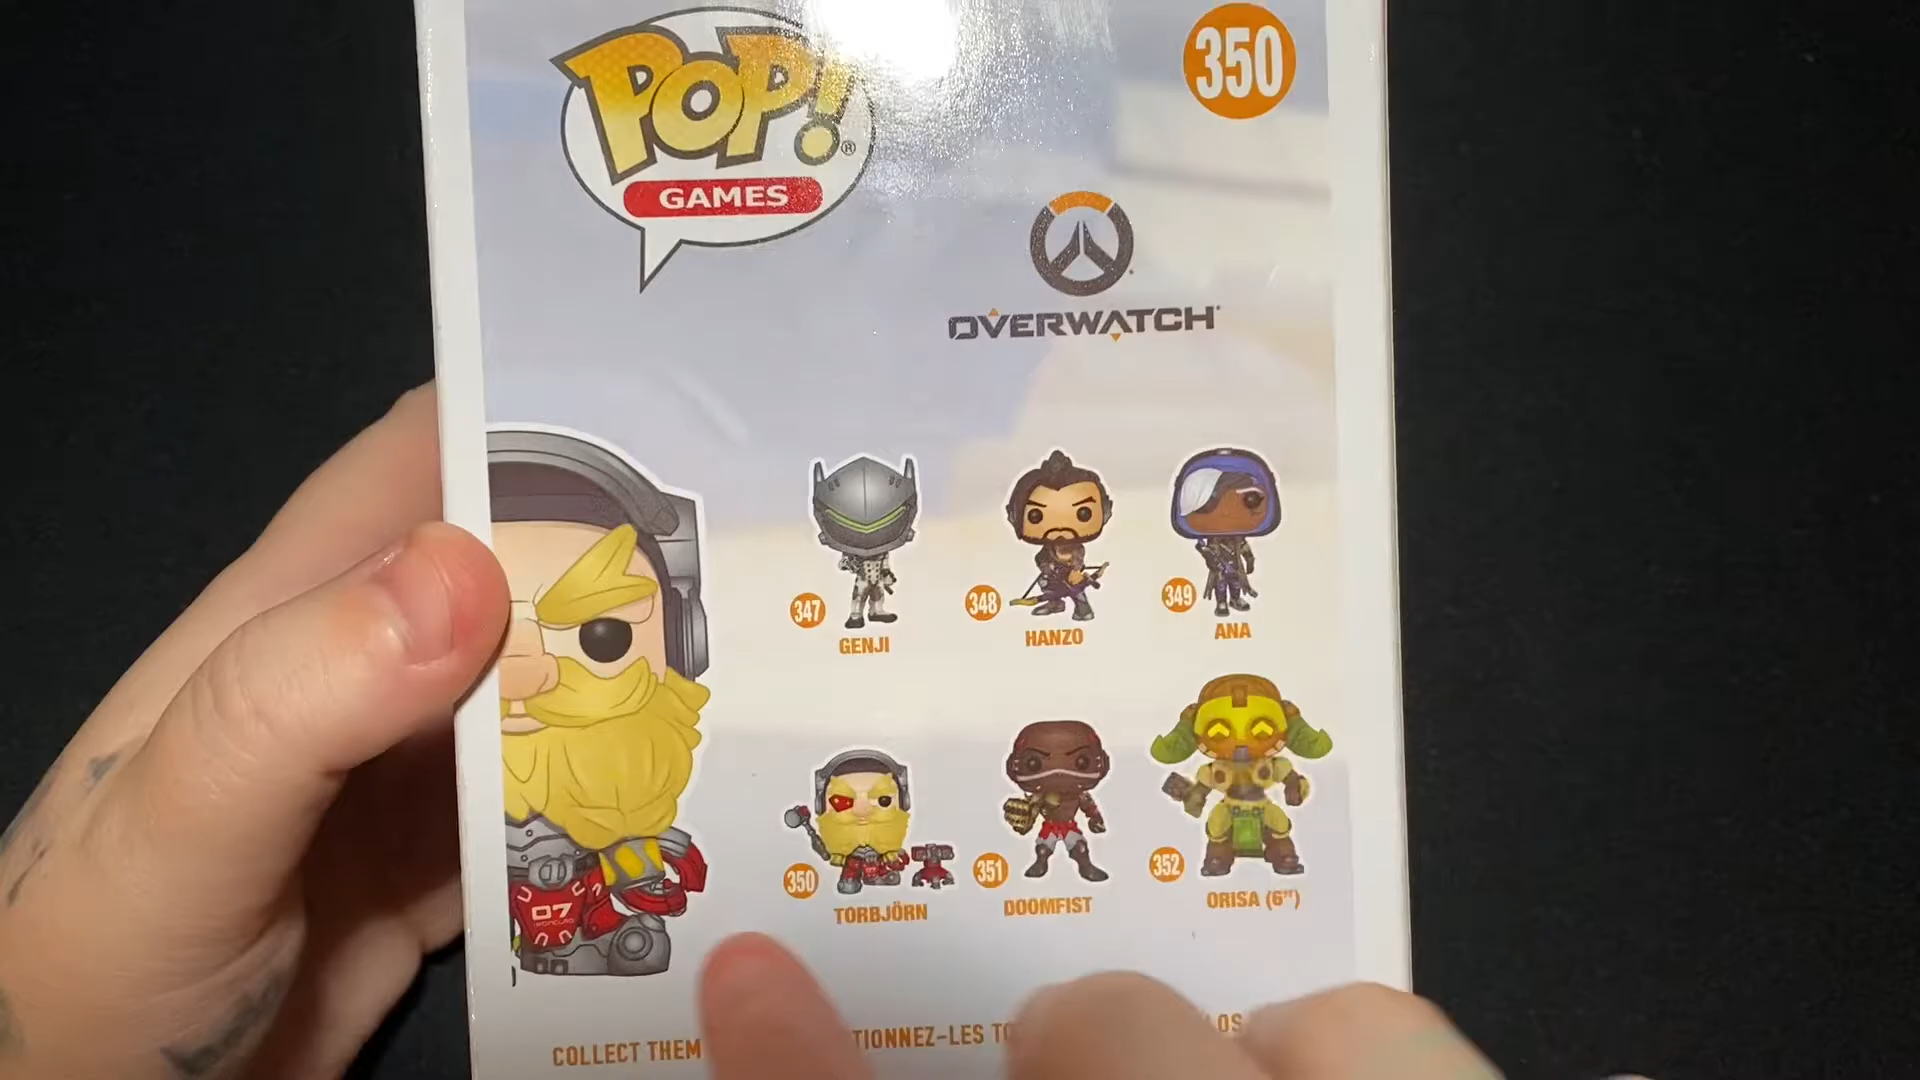 POP!®
GAMES
350
OVERWATCH
347
GENJI
348
HANZO
349
ANA
350
TORBJÖRN
351
DOOMFIST
352
ORISA (6")
07
COLLECT THEM
TIONNEZ-LES
OS